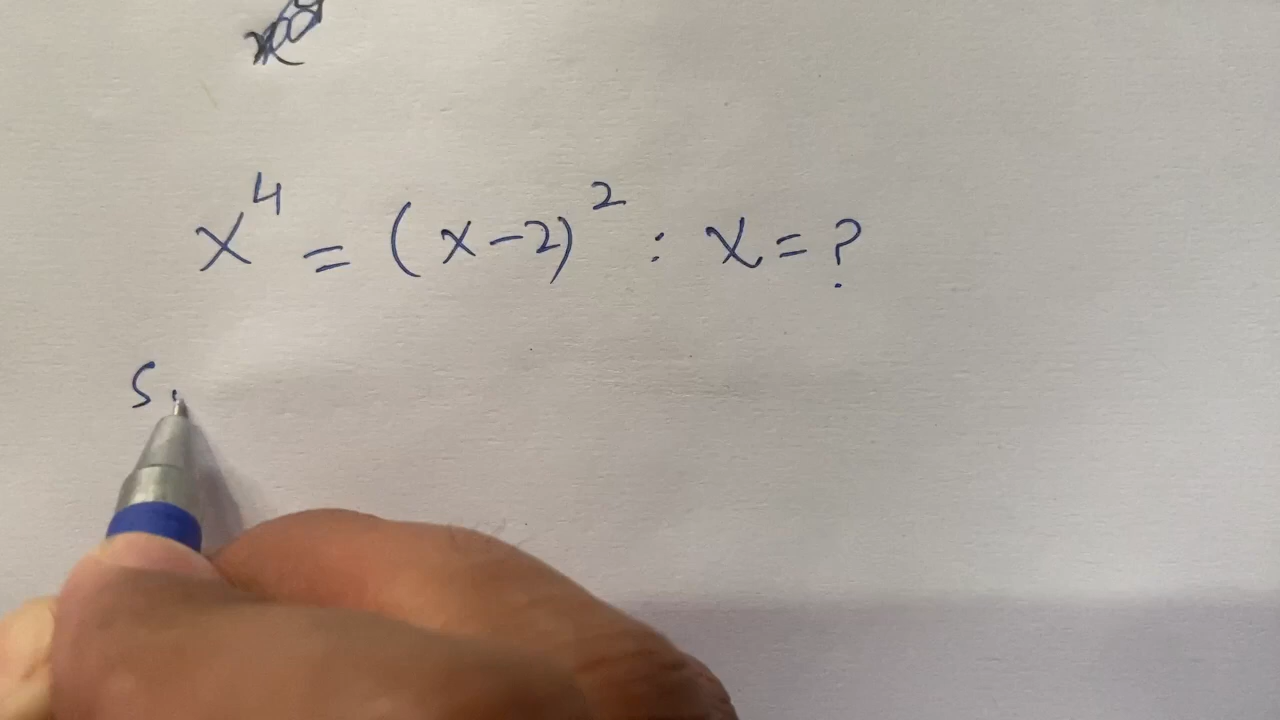 x⁴ = (x-2)² : x = ?
S